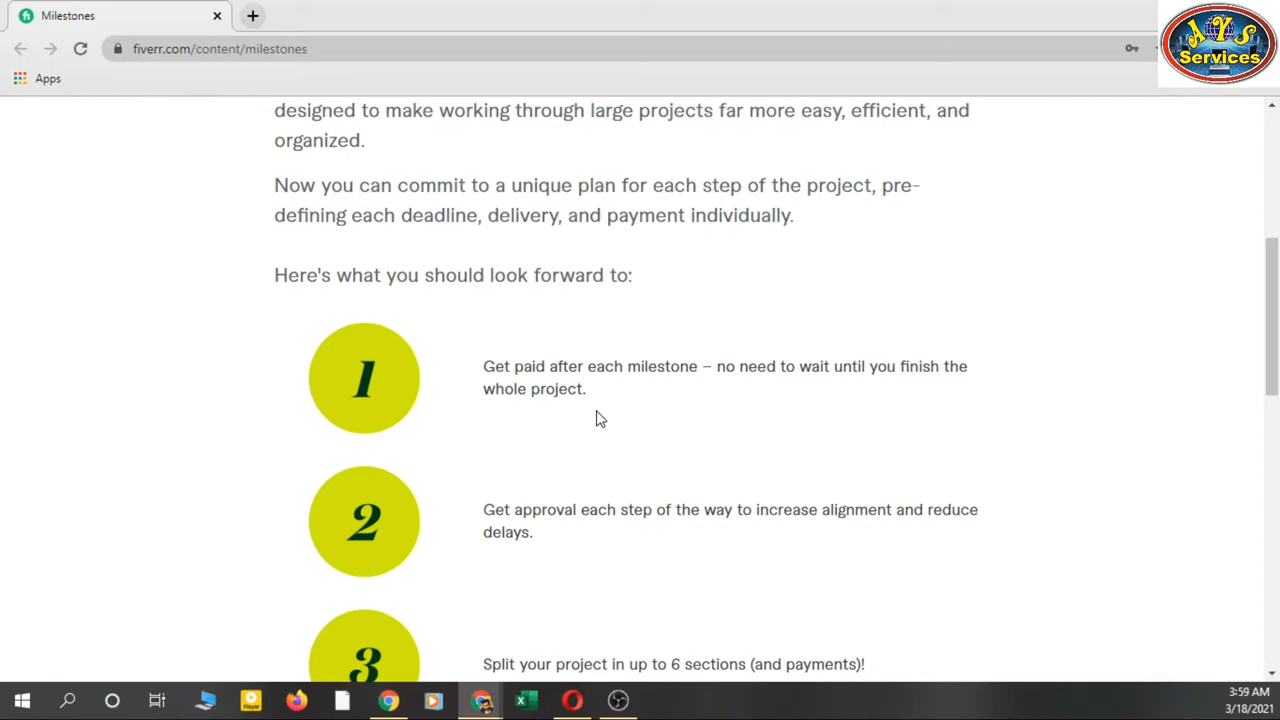 Milestones
AYS
Services
fiverr.com/content/milestones
Apps
designed to make working through large projects far more easy, efficient, and
organized.
Now you can commit to a unique plan for each step of the project, pre-
defining each deadline, delivery, and payment individually.
Here's what you should look forward to:
1
Get paid after each milestone – no need to wait until you finish the
whole project.
2
Get approval each step of the way to increase alignment and reduce
delays.
3
Split your project in up to 6 sections (and payments)!
3:59 AM
3/18/2021